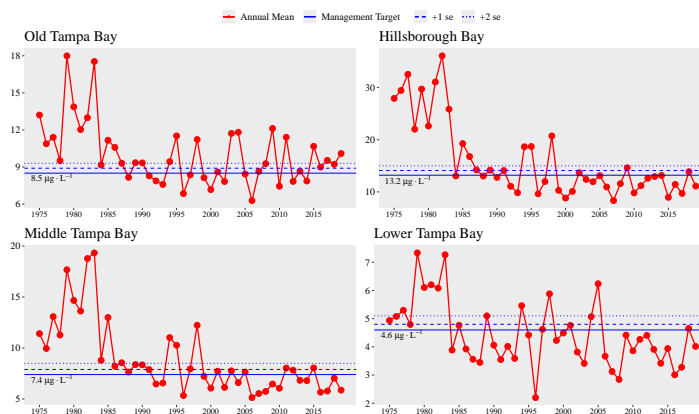 Annual Mean Management Target +1 se +2 se
Old Tampa Bay
18
15
12
9
6
8.5 μg ⋅ L⁻¹
1975 1980 1985 1990 1995 2000 2005 2010 2015
Hillsborough Bay
30
20
10
13.2 μg ⋅ L⁻¹
1975 1980 1985 1990 1995 2000 2005 2010 2015
Middle Tampa Bay
20
15
10
5
7.4 μg ⋅ L⁻¹
1975 1980 1985 1990 1995 2000 2005 2010 2015
Lower Tampa Bay
7
6
5
4
3
2
4.6 μg ⋅ L⁻¹
1975 1980 1985 1990 1995 2000 2005 2010 2015